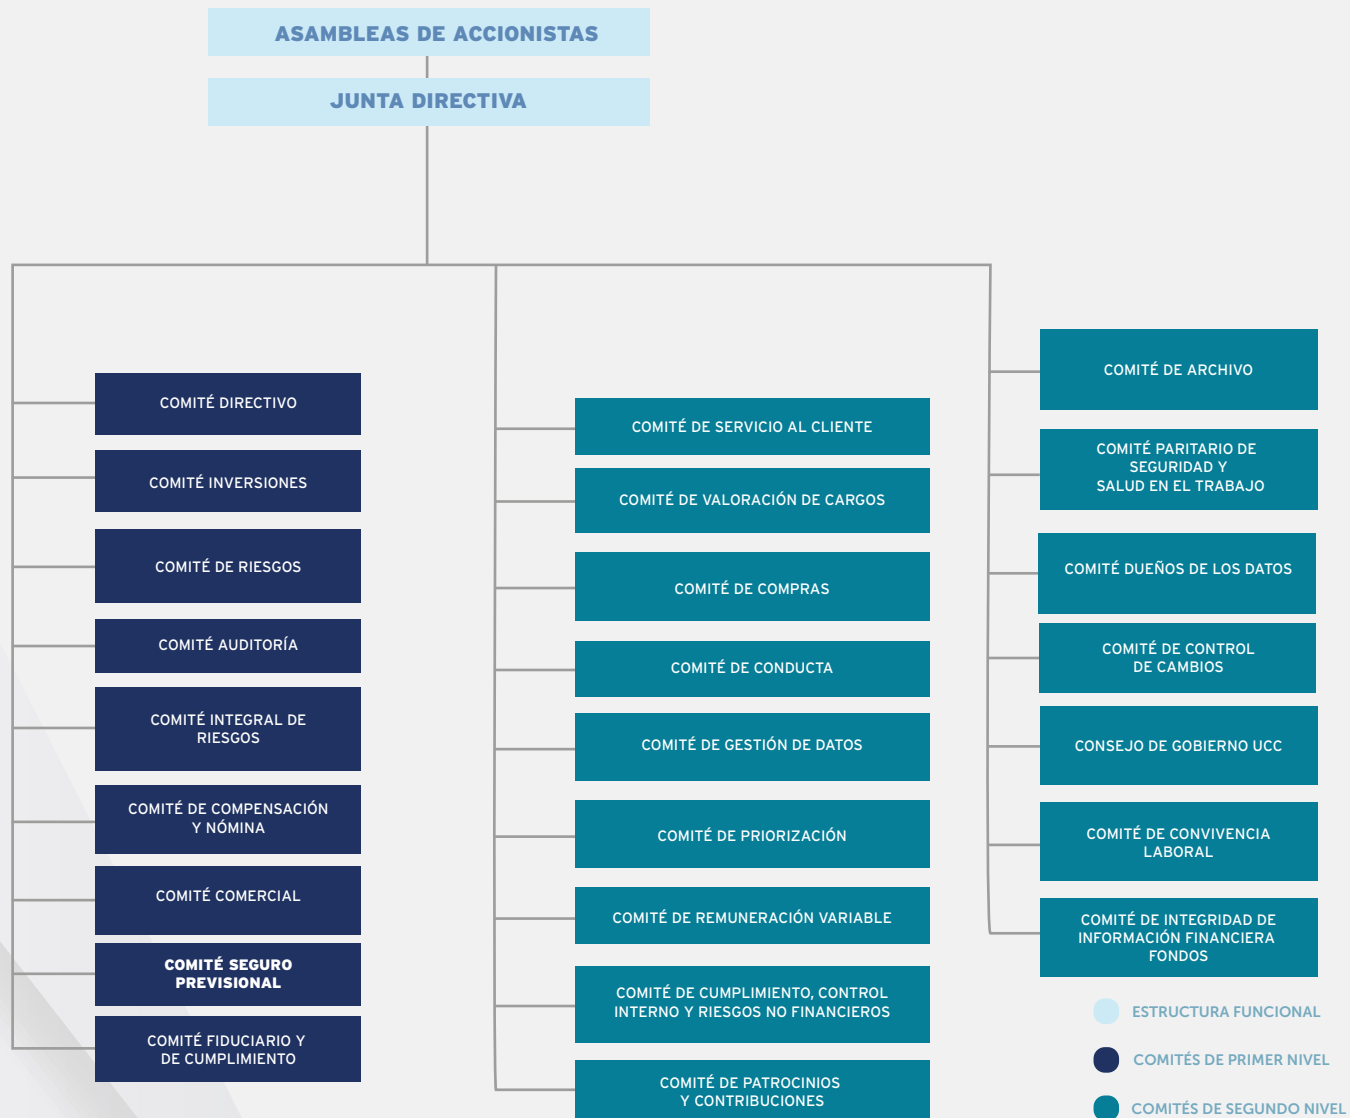 ASAMBLEAS DE ACCIONISTAS
JUNTA DIRECTIVA
COMITÉ DIRECTIVO
COMITÉ INVERSIONES
COMITÉ DE RIESGOS
COMITÉ AUDITORÍA
COMITÉ INTEGRAL DE
RIESGOS
COMITÉ DE COMPENSACIÓN
Y NÓMINA
COMITÉ COMERCIAL
COMITÉ SEGURO
PREVISIONAL
COMITÉ FIDUCIARIO Y
DE CUMPLIMIENTO
COMITÉ DE SERVICIO AL CLIENTE
COMITÉ DE VALORACIÓN DE CARGOS
COMITÉ DE COMPRAS
COMITÉ DE CONDUCTA
COMITÉ DE GESTIÓN DE DATOS
COMITÉ DE PRIORIZACIÓN
COMITÉ DE REMUNERACIÓN VARIABLE
COMITÉ DE CUMPLIMIENTO, CONTROL
INTERNO Y RIESGOS NO FINANCIEROS
COMITÉ DE PATROCINIOS
Y CONTRIBUCIONES
COMITÉ DE ARCHIVO
COMITÉ PARITARIO DE
SEGURIDAD Y
SALUD EN EL TRABAJO
COMITÉ DUEÑOS DE LOS DATOS
COMITÉ DE CONTROL
DE CAMBIOS
CONSEJO DE GOBIERNO UCC
COMITÉ DE CONVIVENCIA
LABORAL
COMITÉ DE INTEGRIDAD DE
INFORMACIÓN FINANCIERA
FONDOS
ESTRUCTURA FUNCIONAL
COMITÉS DE PRIMER NIVEL
COMITÉS DE SEGUNDO NIVEL